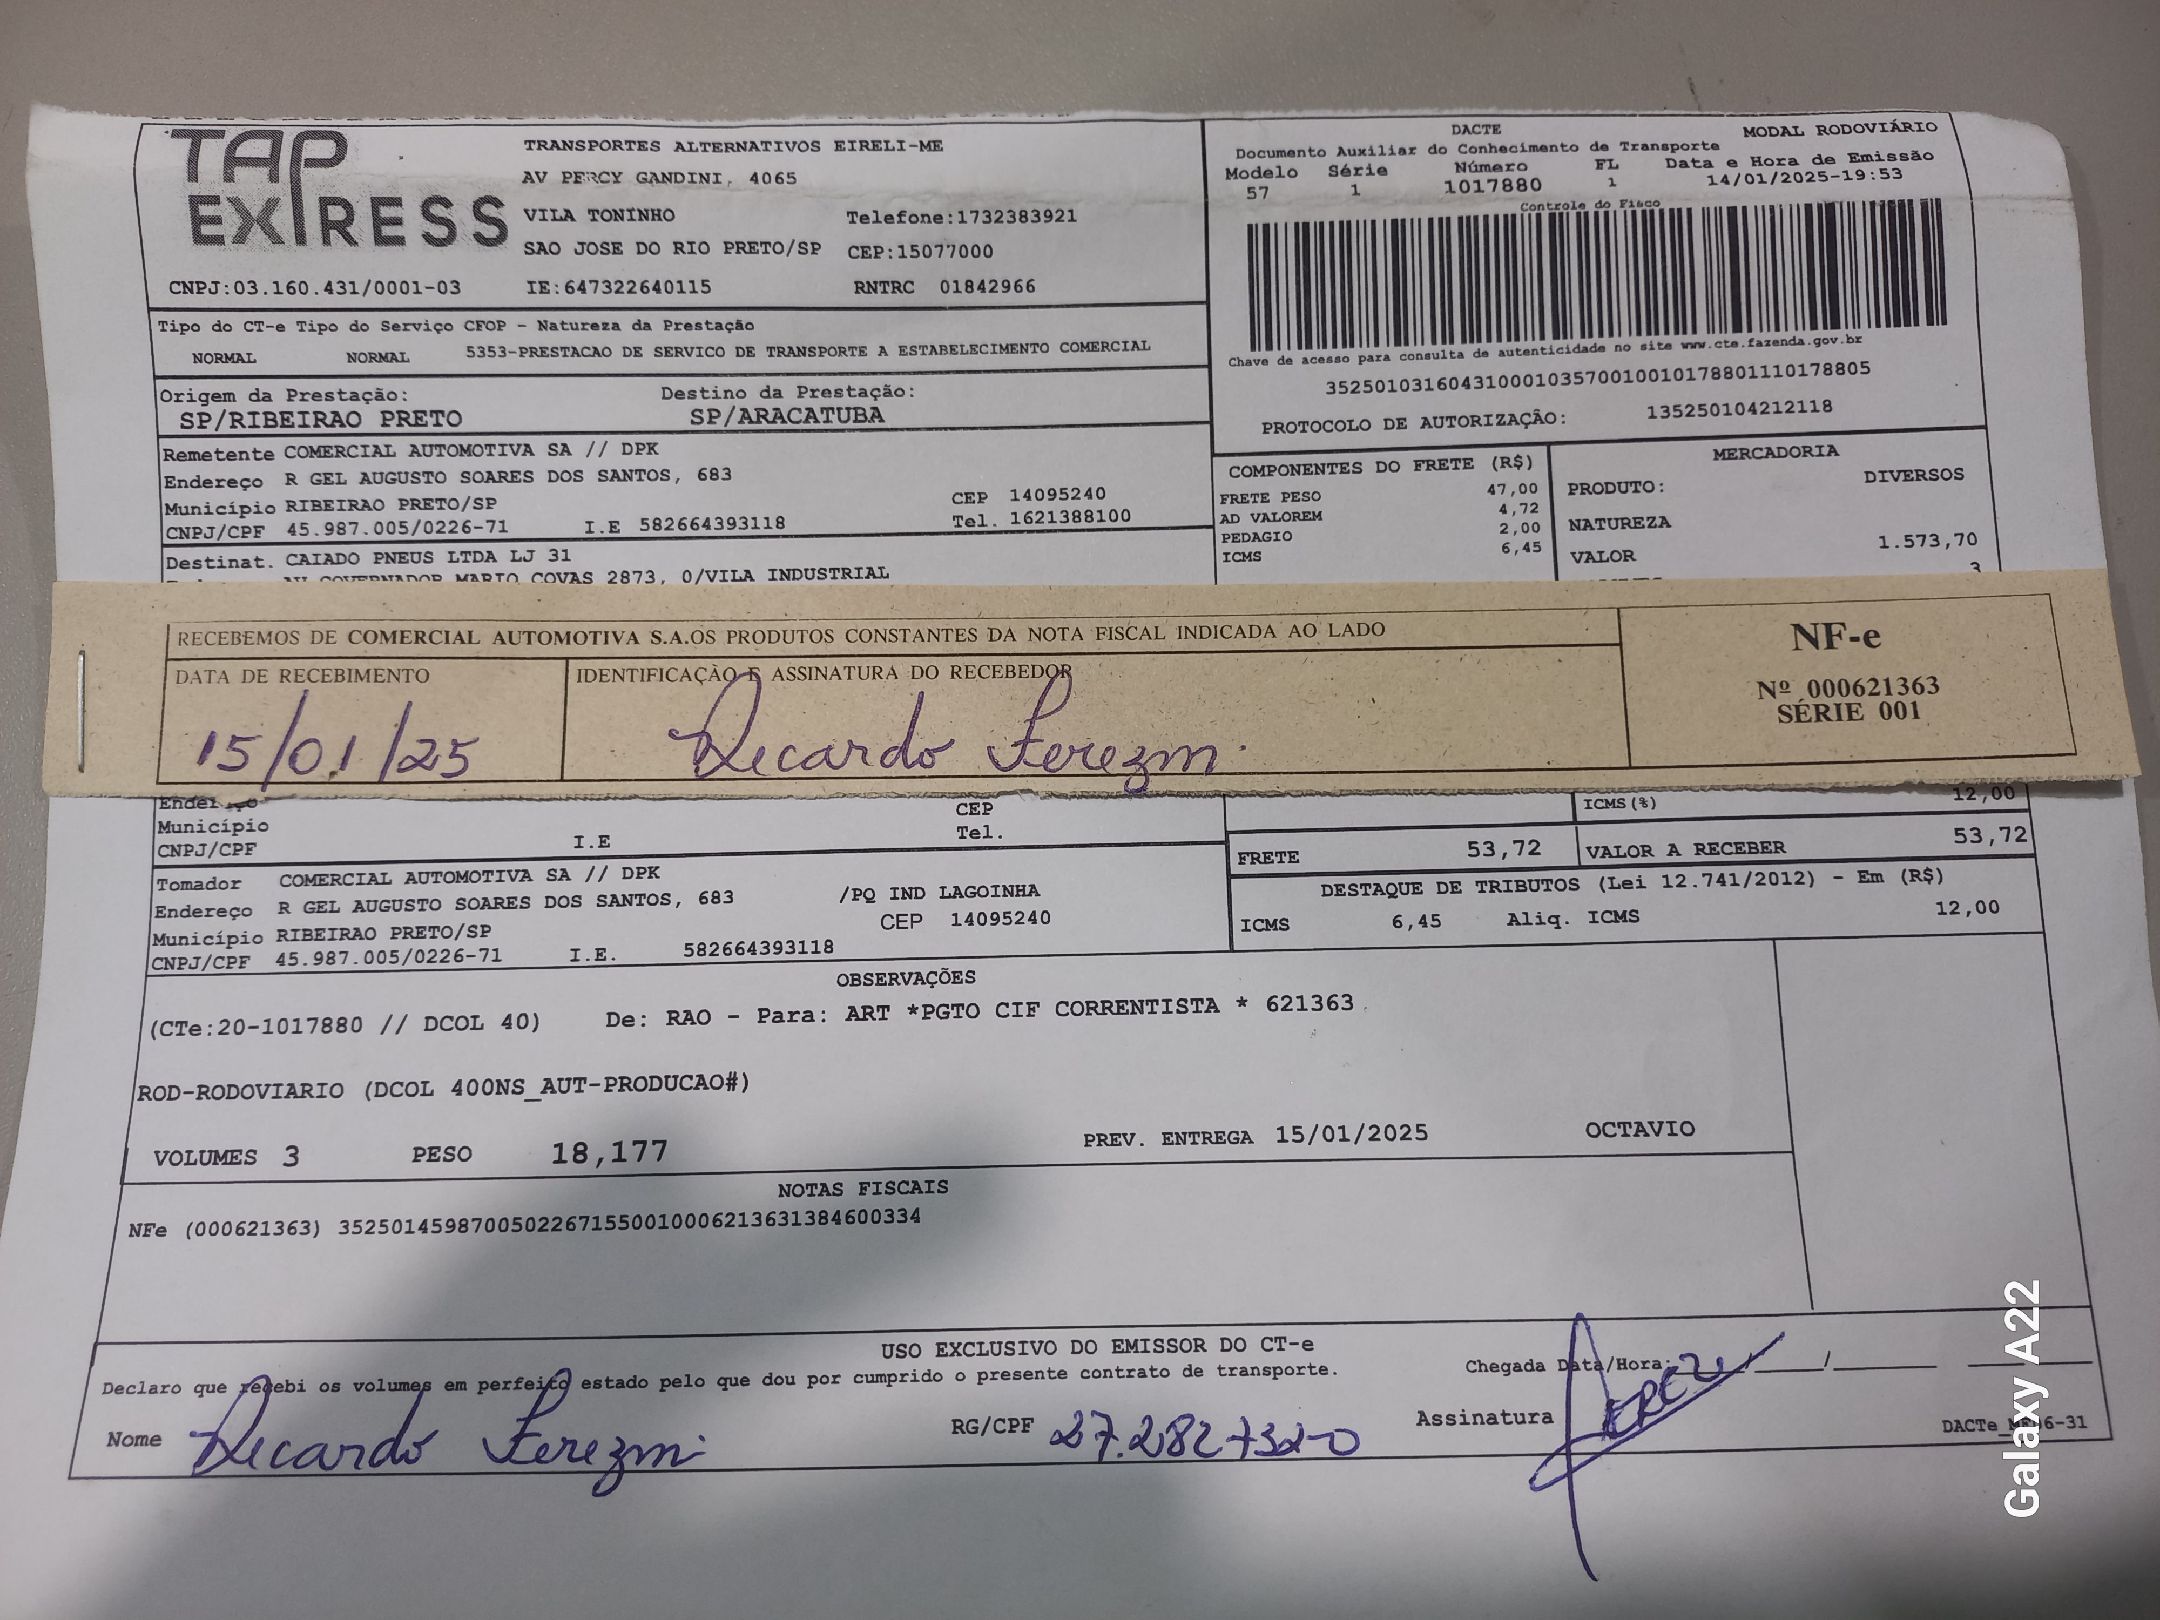 TAP EXPRESS
TRANSPORTES ALTERNATIVOS EIRELI-ME
AV PERCY GANDINI, 4065
VILA TONINHO Telefone:1732383921
SAO JOSE DO RIO PRETO/SP CEP:15077000
CNPJ:03.160.431/0001-03 IE:647322640115 RNTRC 01842966
DACTE MODAL RODOVIÁRIO
Documento Auxiliar do Conhecimento de Transporte
Modelo Série Número FL Data e Hora de Emissão
57 1 1017880 1 14/01/2025-19:53
Controle do Fisco
Chave de acesso para consulta de autenticidade no site www.cte.fazenda.gov.br
35250103160431000103570010010178801110178805
PROTOCOLO DE AUTORIZAÇÃO: 135250104212118
Tipo do CT-e Tipo do Serviço CFOP - Natureza da Prestação
NORMAL NORMAL 5353-PRESTACAO DE SERVICO DE TRANSPORTE A ESTABELECIMENTO COMERCIAL
Origem da Prestação: Destino da Prestação:
SP/RIBEIRAO PRETO SP/ARACATUBA
Remetente COMERCIAL AUTOMOTIVA SA // DPK
Endereço R GEL AUGUSTO SOARES DOS SANTOS, 683
Município RIBEIRAO PRETO/SP CEP 14095240
CNPJ/CPF 45.987.005/0226-71 I.E 582664393118 Tel. 1621388100
Destinat. CAIADO PNEUS LTDA LJ 31
AV GOVERNADOR MARIO COVAS 2873, 0/VILA INDUSTRIAL
COMPONENTES DO FRETE (R$)
FRETE PESO 47,00
AD VALOREM 4,72
PEDAGIO 2,00
ICMS 6,45
MERCADORIA
PRODUTO: DIVERSOS
NATUREZA
VALOR 1.573,70
3
RECEBEMOS DE COMERCIAL AUTOMOTIVA S.A.OS PRODUTOS CONSTANTES DA NOTA FISCAL INDICADA AO LADO
DATA DE RECEBIMENTO IDENTIFICAÇÃO E ASSINATURA DO RECEBEDOR
15/01/25 Ricardo Ferezin
NF-e
Nº 000621363
SÉRIE 001
Endereço CEP
Município Tel.
CNPJ/CPF I.E
ICMS(%) 12,00
FRETE 53,72 VALOR A RECEBER 53,72
Tomador COMERCIAL AUTOMOTIVA SA // DPK
Endereço R GEL AUGUSTO SOARES DOS SANTOS, 683 /PQ IND LAGOINHA
Município RIBEIRAO PRETO/SP CEP 14095240
CNPJ/CPF 45.987.005/0226-71 I.E. 582664393118
DESTAQUE DE TRIBUTOS (Lei 12.741/2012) - Em (R$)
ICMS 6,45 Aliq. ICMS 12,00
OBSERVAÇÕES
(CTe:20-1017880 // DCOL 40) De: RAO - Para: ART *PGTO CIF CORRENTISTA * 621363
ROD-RODOVIARIO (DCOL 400NS_AUT-PRODUCAO#)
VOLUMES 3 PESO 18,177 PREV. ENTREGA 15/01/2025 OCTAVIO
NOTAS FISCAIS
NFe (000621363) 35250145987005022671550010006213631384600334
USO EXCLUSIVO DO EMISSOR DO CT-e
Declaro que recebi os volumes em perfeito estado pelo que dou por cumprido o presente contrato de transporte.
Chegada Data/Hora: / /
Nome Ricardo Ferezin RG/CPF 27.2827320 Assinatura
Galaxy A22